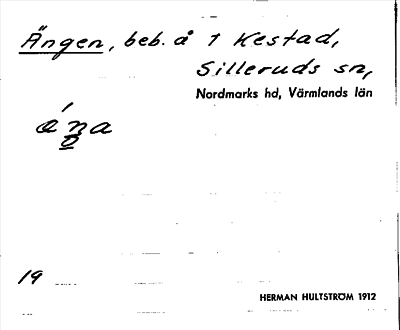 Ängen, beb. å 1 Kestad,
Silleruds sn,
Nordmarks hd, Värmlands län
19
HERMAN HULTSTRÖM 1912